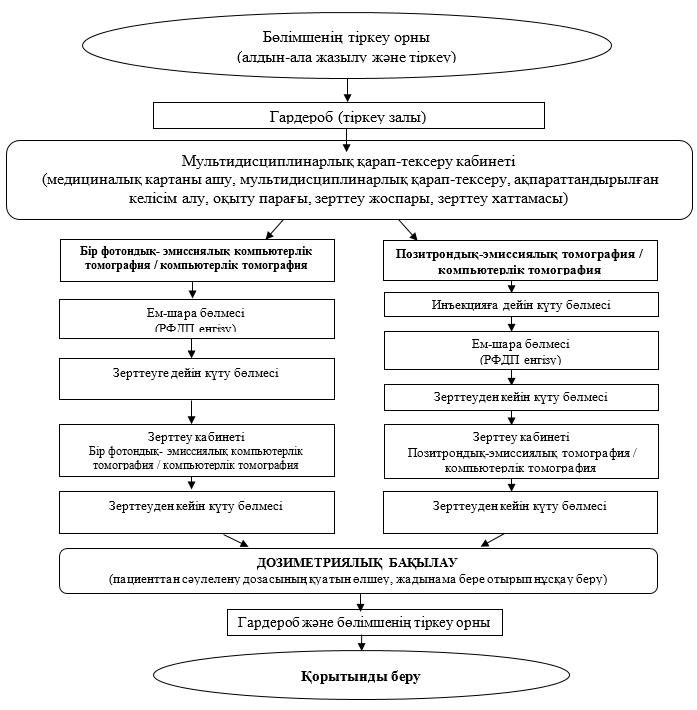 Бөлімшенің тіркеу орны
(алдын-ала жазылу және тіркеу)
Гардероб (тіркеу залы)
Мультидисциплинарлық қарап-тексеру кабинеті
(медициналық картаны ашу, мультидисциплинарлық қарап-тексеру, ақпараттандырылған
келісім алу, оқыту парағы, зерттеу жоспары, зерттеу хаттамасы)
Бір фотондық- эмиссиялық компьютерлік
томография / компьютерлік томография
Ем-шара бөлмесі
(РФДП енгізу)
Зерттеуге дейін күту бөлмесі
Зерттеу кабинеті
Бір фотондық- эмиссиялық компьютерлік
томография / компьютерлік томография
Зерттеуден кейін күту бөлмесі
Позитрондық-эмиссиялық томография /
компьютерлік томография
Инъекцияға дейін күту бөлмесі
Ем-шара бөлмесі
(РФДП енгізу)
Зерттеуден кейін күту бөлмесі
Зерттеу кабинеті
Позитрондық-эмиссиялық томография /
компьютерлік томография
Зерттеуден кейін күту бөлмесі
ДОЗИМЕТРИЯЛЫҚ БАҚЫЛАУ
(пациенттан сәулелену дозасының қуатын өлшеу, жадынама бере отырып нұсқау беру)
Гардероб және бөлімшенің тіркеу орны
Қорытынды беру